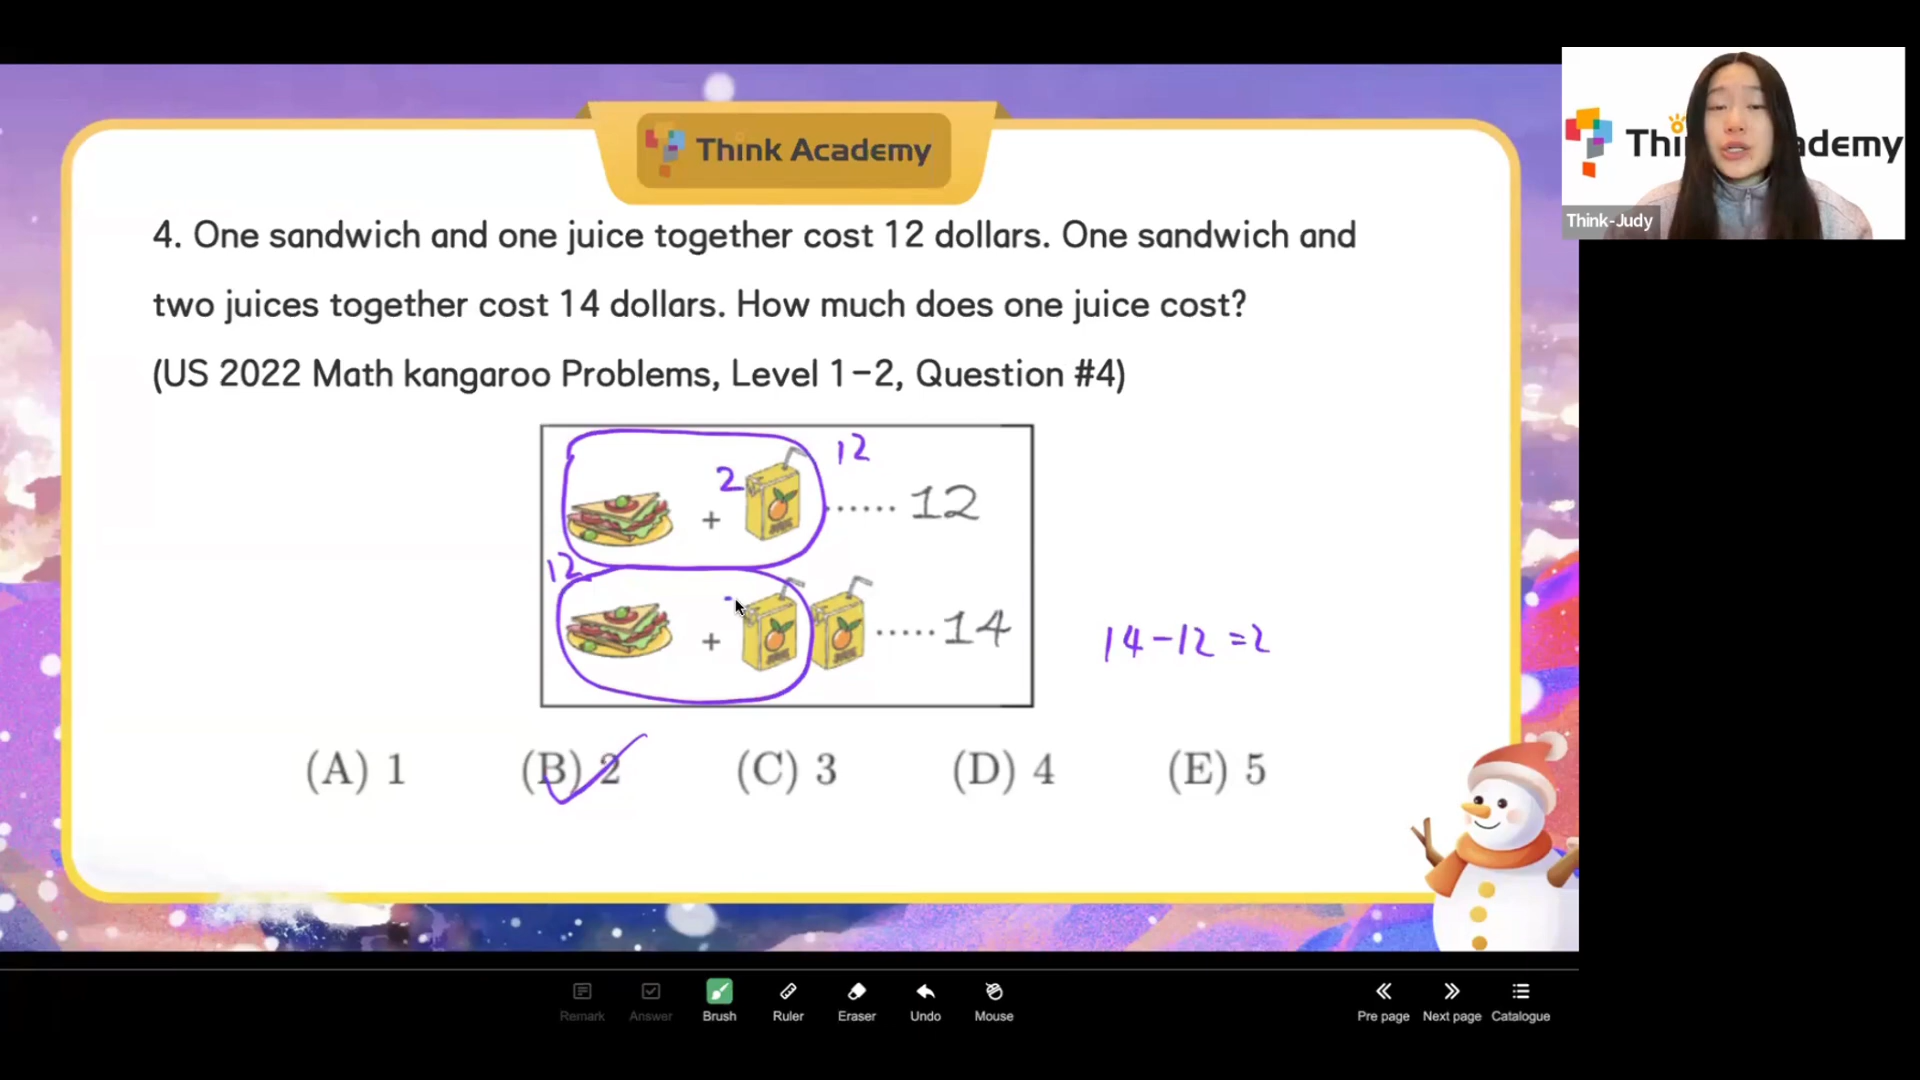 Think Academy
Thi ademy
Think-Judy
4. One sandwich and one juice together cost 12 dollars. One sandwich and
two juices together cost 14 dollars. How much does one juice cost?
(US 2022 Math kangaroo Problems, Level 1-2, Question #4)
12
2
+ ...... 12
12
+ ..... 14
14-12=2
(A) 1 (B) 2 (C) 3 (D) 4 (E) 5
Remark Answer Brush Ruler Eraser Undo Mouse Pre page Next page Catalogue